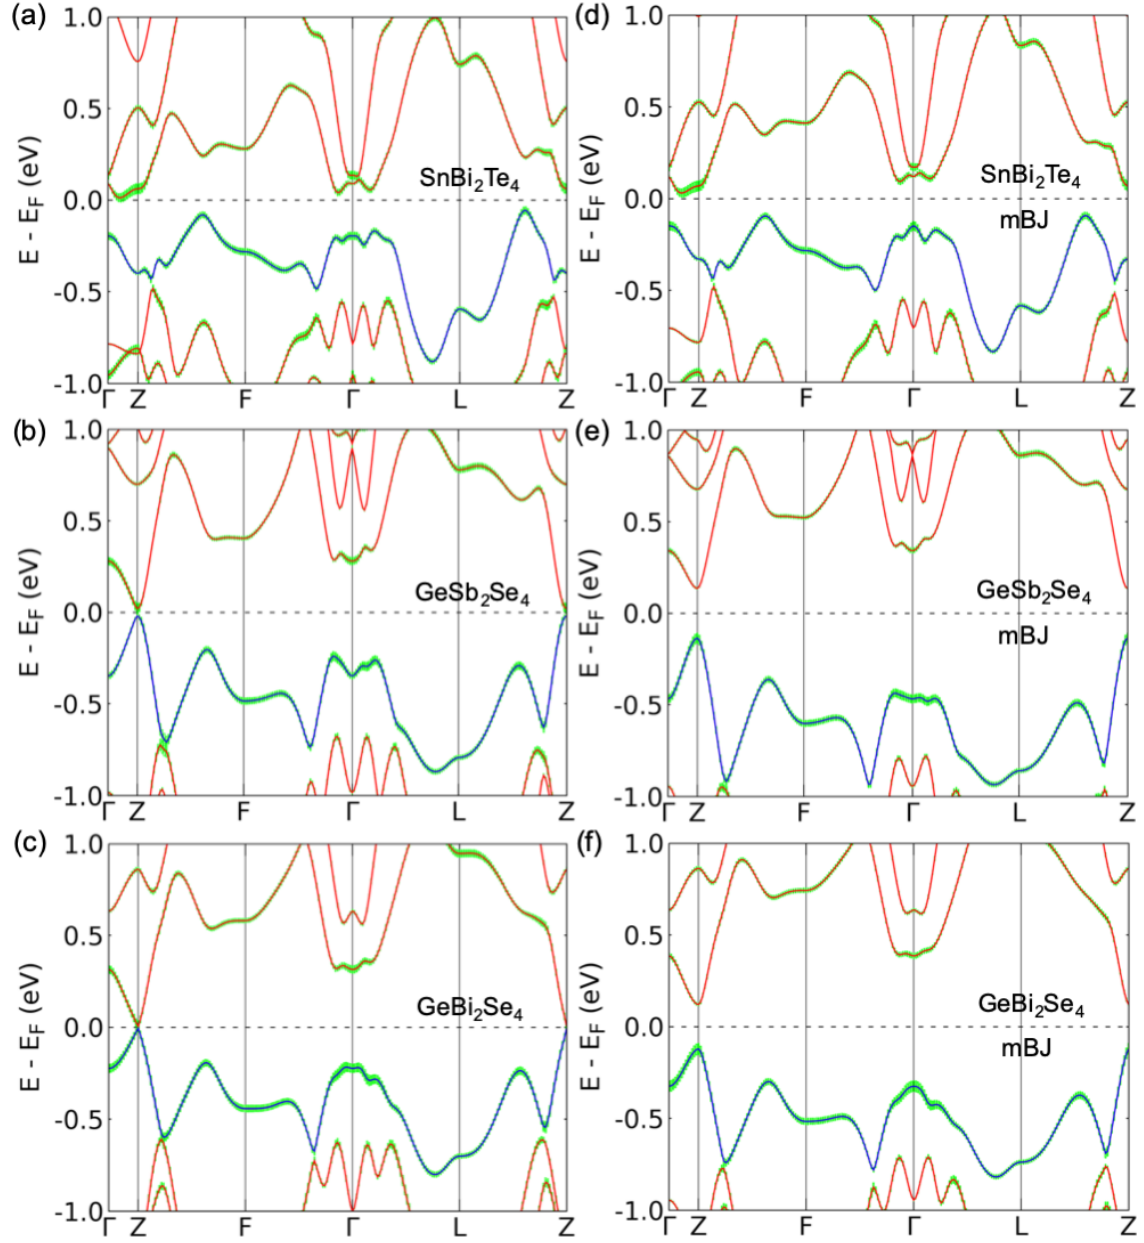 (a)
1.0
0.5
0.0
-0.5
-1.0
E - E_F (eV)
SnBi₂Te₄
Γ Z F Γ L Z
(d)
1.0
0.5
0.0
-0.5
-1.0
E - E_F (eV)
SnBi₂Te₄
mBJ
Γ Z F Γ L Z
(b)
1.0
0.5
0.0
-0.5
-1.0
E - E_F (eV)
GeSb₂Se₄
Γ Z F Γ L Z
(e)
1.0
0.5
0.0
-0.5
-1.0
E - E_F (eV)
GeSb₂Se₄
mBJ
Γ Z F Γ L Z
(c)
1.0
0.5
0.0
-0.5
-1.0
E - E_F (eV)
GeBi₂Se₄
Γ Z F Γ L Z
(f)
1.0
0.5
0.0
-0.5
-1.0
E - E_F (eV)
GeBi₂Se₄
mBJ
Γ Z F Γ L Z